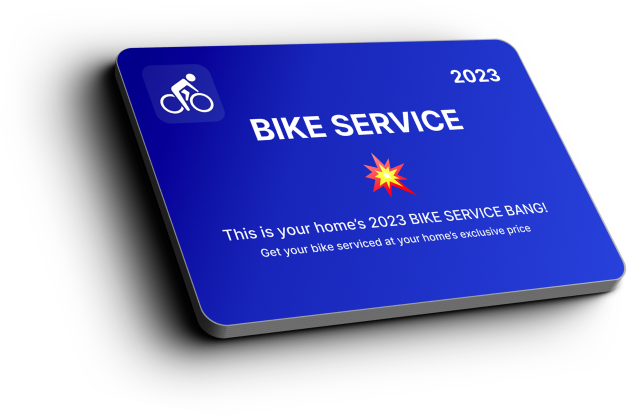 2023
BIKE SERVICE
This is your home's 2023 BIKE SERVICE BANG!
Get your bike serviced at your home's exclusive price